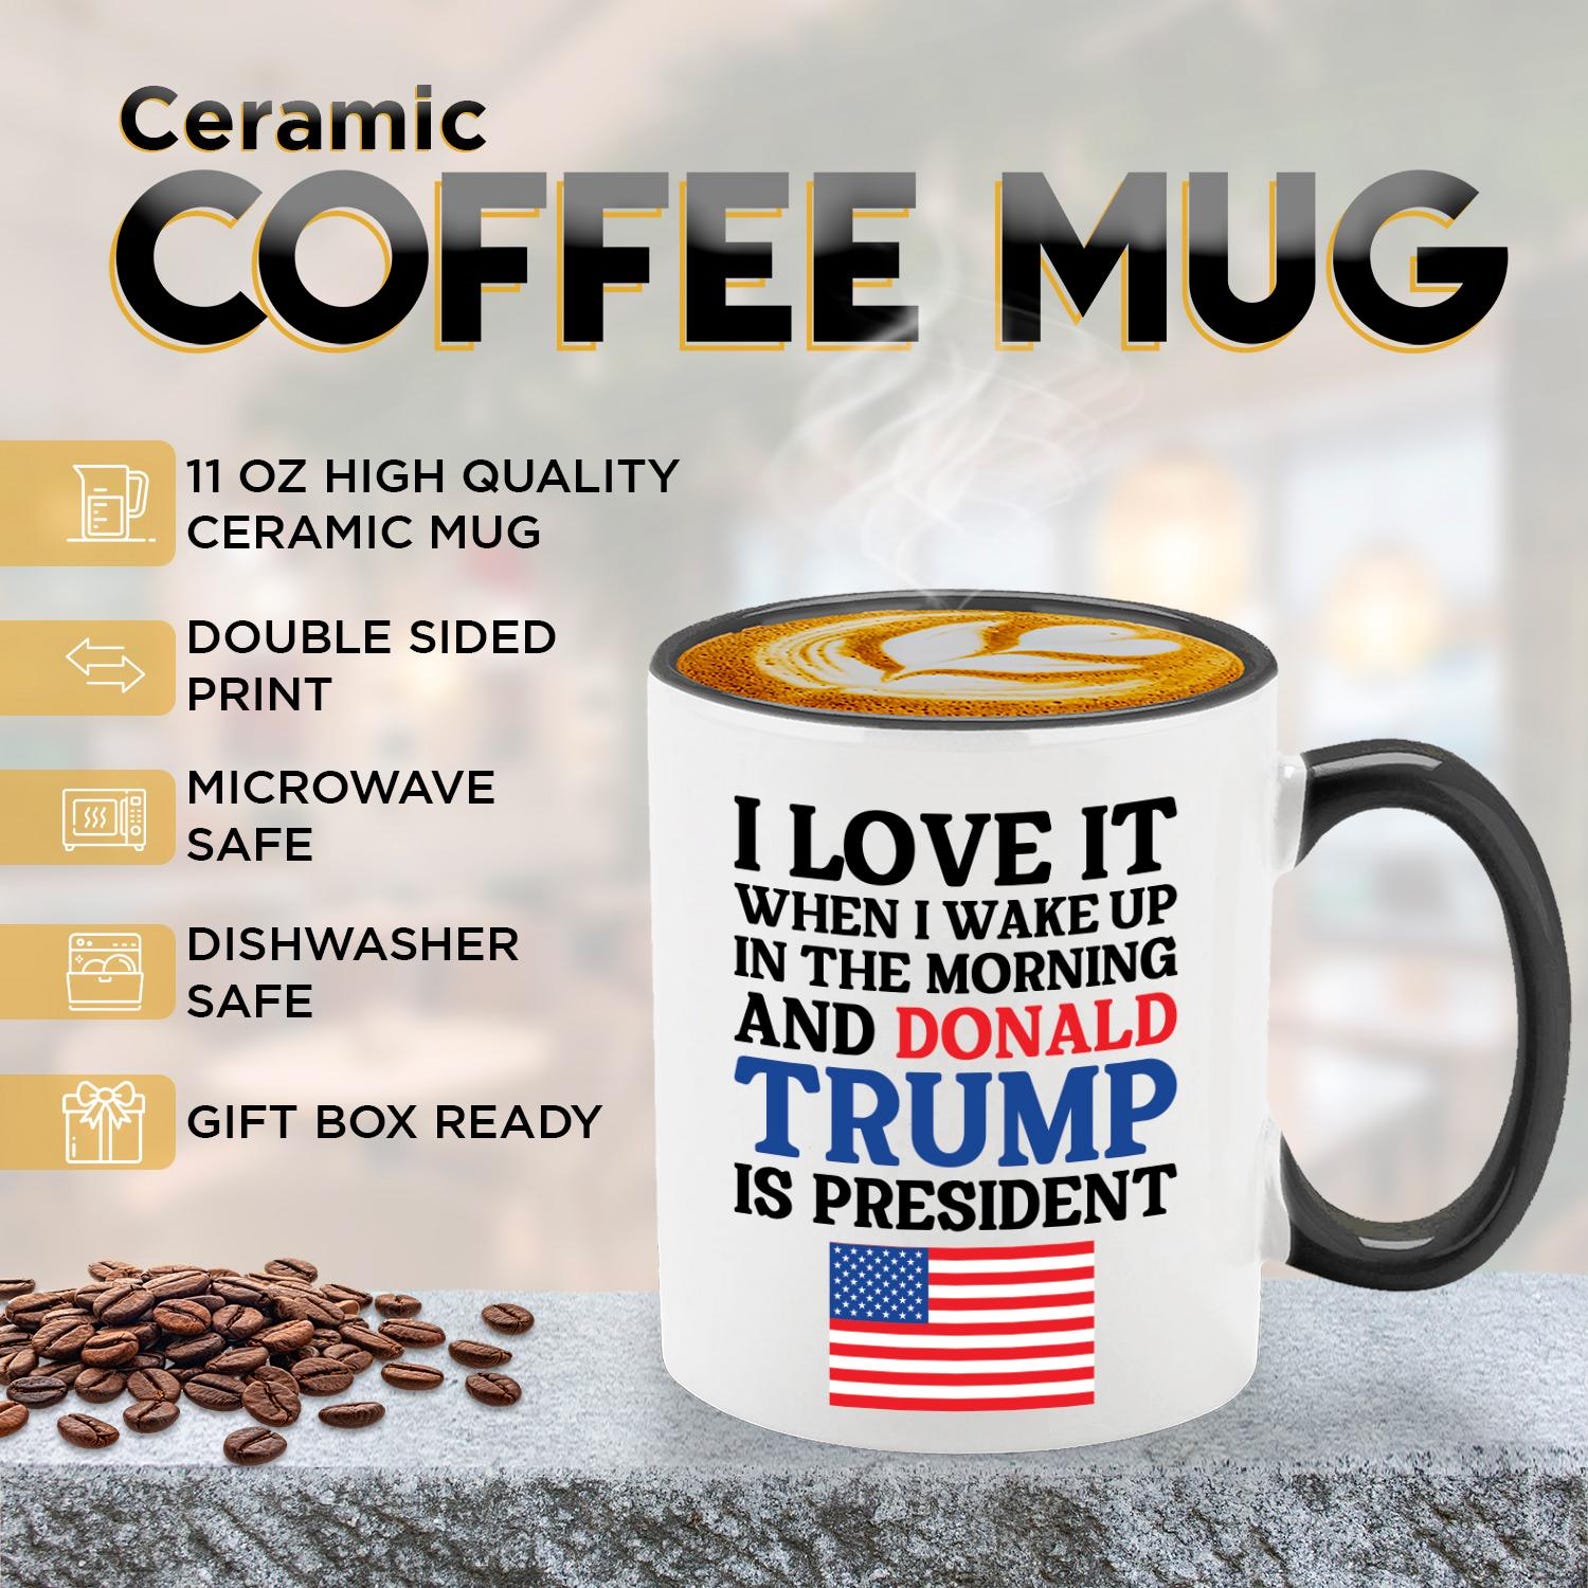 Ceramic
COFFEE MUG
11 OZ HIGH QUALITY
CERAMIC MUG
DOUBLE SIDED
PRINT
MICROWAVE
SAFE
DISHWASHER
SAFE
GIFT BOX READY
I LOVE IT
WHEN I WAKE UP
IN THE MORNING
AND DONALD
TRUMP
IS PRESIDENT